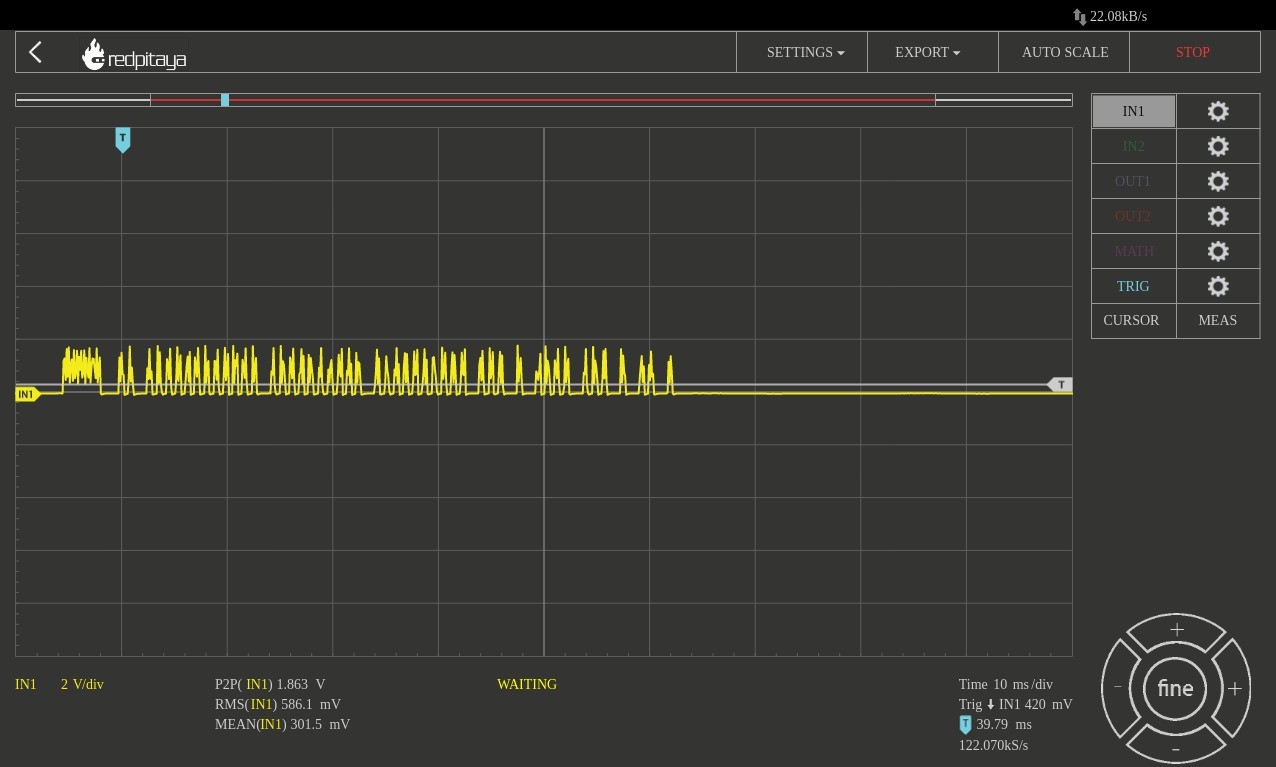 22.08kB/s
redpitaya
SETTINGS
EXPORT
AUTO SCALE
STOP
T
IN1
IN2
OUT1
OUT2
MATH
TRIG
CURSOR MEAS
T
IN1
IN1 2 V/div
P2P( IN1) 1.863 V
RMS( IN1) 586.1 mV
MEAN(IN1) 301.5 mV
WAITING
Time 10 ms/div
Trig IN1 420 mV
T 39.79 ms
122.070kS/s
+
- fine +
-